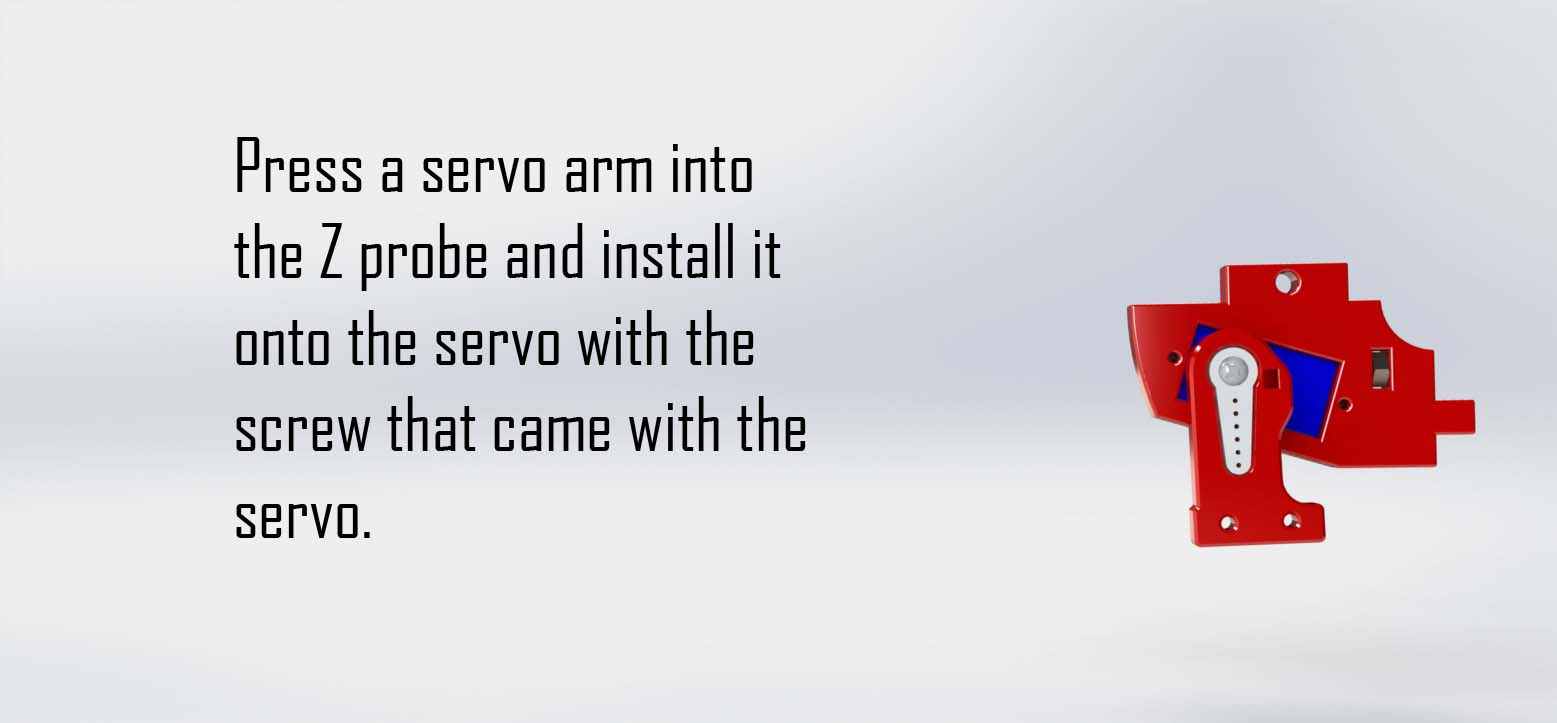 Press a servo arm into
the Z probe and install it
onto the servo with the
screw that came with the
servo.